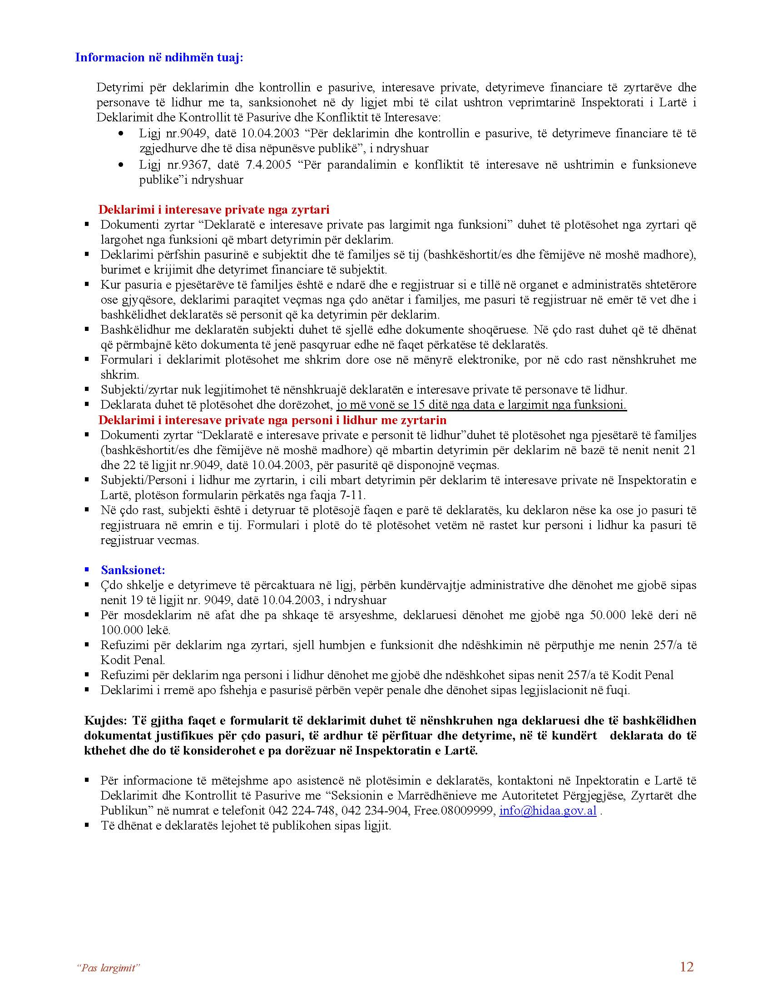 Informacion në ndihmën tuaj:
Detyrimi për deklarimin dhe kontrollin e pasurive, interesave private, detyrimeve financiare të zyrtarëve dhe
personave të lidhur me ta, sanksionohet në dy ligjet mbi të cilat ushtron veprimtarinë Inspektorati i Lartë i
Deklarimit dhe Kontrollit të Pasurive dhe Konfliktit të Interesave:
• Ligj nr.9049, datë 10.04.2003 “Për deklarimin dhe kontrollin e pasurive, të detyrimeve financiare të të
zgjedhurve dhe të disa nëpunësve publikë”, i ndryshuar
• Ligj nr.9367, datë 7.4.2005 “Për parandalimin e konfliktit të interesave në ushtrimin e funksioneve
publike”i ndryshuar
Deklarimi i interesave private nga zyrtari
▪ Dokumenti zyrtar “Deklaratë e interesave private pas largimit nga funksioni” duhet të plotësohet nga zyrtari që
largohet nga funksioni që mbart detyrimin për deklarim.
▪ Deklarimi përfshin pasurinë e subjektit dhe të familjes së tij (bashkëshortit/es dhe fëmijëve në moshë madhore),
burimet e krijimit dhe detyrimet financiare të subjektit.
▪ Kur pasuria e pjesëtarëve të familjes është e ndarë dhe e regjistruar si e tillë në organet e administratës shtetërore
ose gjyqësore, deklarimi paraqitet veçmas nga çdo anëtar i familjes, me pasuri të regjistruar në emër të vet dhe i
bashkëlidhet deklaratës së personit që ka detyrimin për deklarim.
▪ Bashkëlidhur me deklaratën subjekti duhet të sjellë edhe dokumente shoqëruese. Në çdo rast duhet që të dhënat
që përmbajnë këto dokumenta të jenë pasqyruar edhe në faqet përkatëse të deklaratës.
▪ Formulari i deklarimit plotësohet me shkrim dore ose në mënyrë elektronike, por në cdo rast nënshkruhet me
shkrim.
▪ Subjekti/zyrtar nuk legjitimohet të nënshkruajë deklaratën e interesave private të personave të lidhur.
▪ Deklarata duhet të plotësohet dhe dorëzohet, jo më vonë se 15 ditë nga data e largimit nga funksioni.
Deklarimi i interesave private nga personi i lidhur me zyrtarin
▪ Dokumenti zyrtar “Deklaratë e interesave private e personit të lidhur”duhet të plotësohet nga pjesëtarë të familjes
(bashkëshortit/es dhe fëmijëve në moshë madhore) që mbartin detyrimin për deklarim në bazë të nenit nenit 21
dhe 22 të ligjit nr.9049, datë 10.04.2003, për pasuritë që disponojnë veçmas.
▪ Subjekti/Personi i lidhur me zyrtarin, i cili mbart detyrimin për deklarim të interesave private në Inspektoratin e
Lartë, plotëson formularin përkatës nga faqja 7-11.
▪ Në çdo rast, subjekti është i detyruar të plotësojë faqen e parë të deklaratës, ku deklaron nëse ka ose jo pasuri të
regjistruara në emrin e tij. Formulari i plotë do të plotësohet vetëm në rastet kur personi i lidhur ka pasuri të
regjistruar vecmas.
▪ Sanksionet:
▪ Çdo shkelje e detyrimeve të përcaktuara në ligj, përbën kundërvajtje administrative dhe dënohet me gjobë sipas
nenit 19 të ligjit nr. 9049, datë 10.04.2003, i ndryshuar
▪ Për mosdeklarim në afat dhe pa shkaqe të arsyeshme, deklaruesi dënohet me gjobë nga 50.000 lekë deri në
100.000 lekë.
▪ Refuzimi për deklarim nga zyrtari, sjell humbjen e funksionit dhe ndëshkimin në përputhje me nenin 257/a të
Kodit Penal.
▪ Refuzimi për deklarim nga personi i lidhur dënohet me gjobë dhe ndëshkohet sipas nenit 257/a të Kodit Penal
▪ Deklarimi i rremë apo fshehja e pasurisë përbën vepër penale dhe dënohet sipas legjislacionit në fuqi.
Kujdes: Të gjitha faqet e formularit të deklarimit duhet të nënshkruhen nga deklaruesi dhe të bashkëlidhen
dokumentat justifikues për çdo pasuri, të ardhur të përfituar dhe detyrime, në të kundërt deklarata do të
kthehet dhe do të konsiderohet e pa dorëzuar në Inspektoratin e Lartë.
▪ Për informacione të mëtejshme apo asistencë në plotësimin e deklaratës, kontaktoni në Inpektoratin e Lartë të
Deklarimit dhe Kontrollit të Pasurive me “Seksionin e Marrëdhënieve me Autoritetet Përgjegjëse, Zyrtarët dhe
Publikun” në numrat e telefonit 042 224-748, 042 234-904, Free.08009999, info@hidaa.gov.al .
▪ Të dhënat e deklaratës lejohet të publikohen sipas ligjit.
“Pas largimit” 12